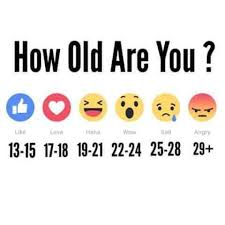 How Old Are You ?
Like Love Haha Wow Sad Angry
13-15 17-18 19-21 22-24 25-28 29+